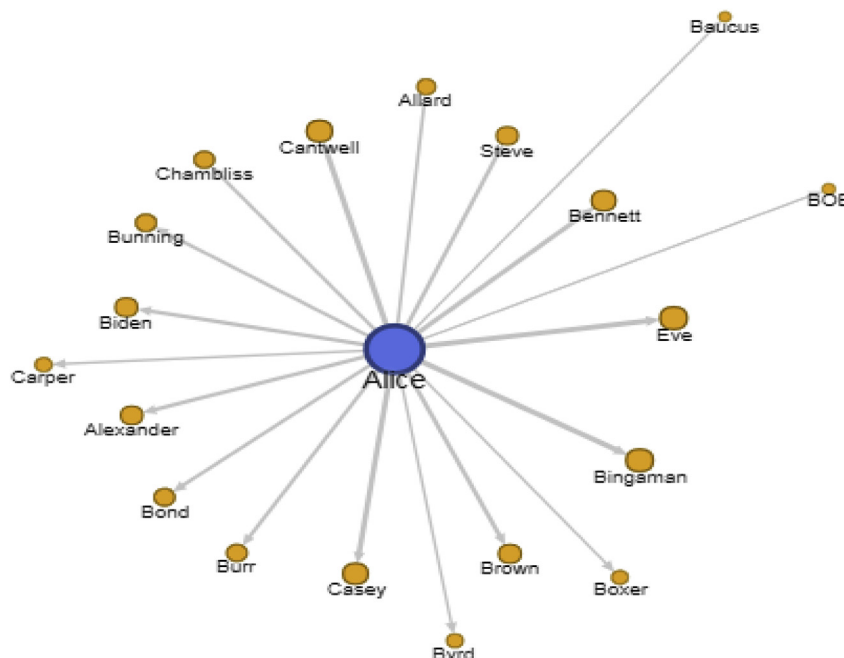 Baucus
Allard
Cantwell
Steve
Chambliss
BOB
Bennett
Bunning
Biden
Eve
Carper
Alice
Alexander
Bingaman
Bond
Burr
Casey
Brown
Boxer
Byrd